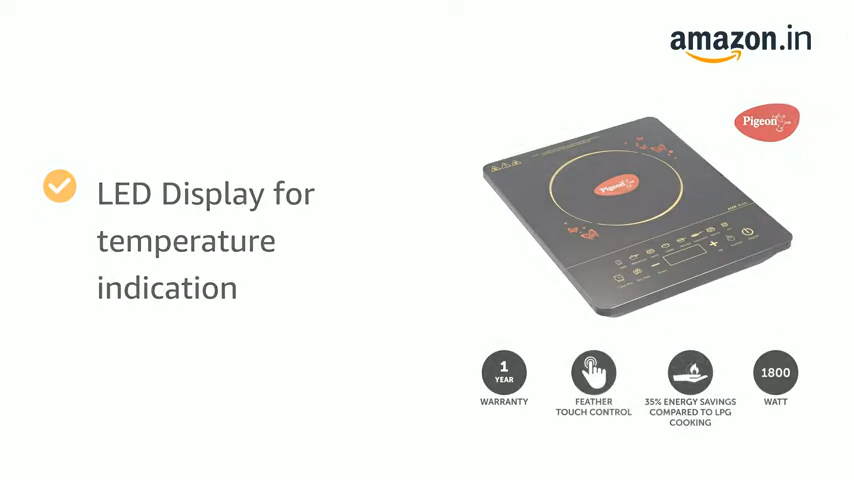 amazon.in
Pigeon
LED Display for
temperature
indication
Pigeon
1
YEAR
WARRANTY
FEATHER
TOUCH CONTROL
35% ENERGY SAVINGS
COMPARED TO LPG
COOKING
1800
WATT